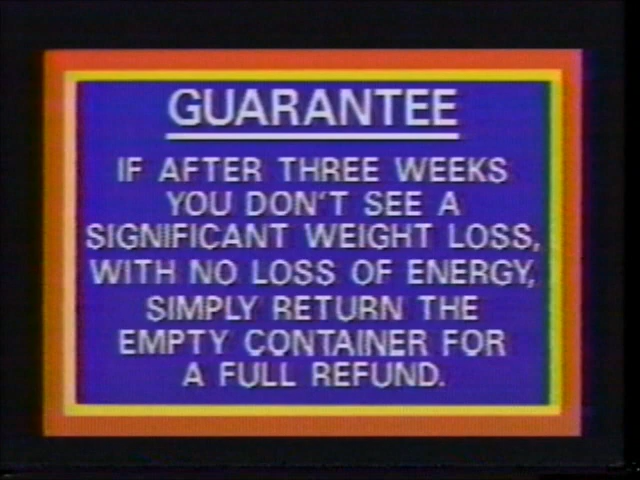 GUARANTEE
IF AFTER THREE WEEKS
YOU DON'T SEE A
SIGNIFICANT WEIGHT LOSS,
WITH NO LOSS OF ENERGY,
SIMPLY RETURN THE
EMPTY CONTAINER FOR
A FULL REFUND.